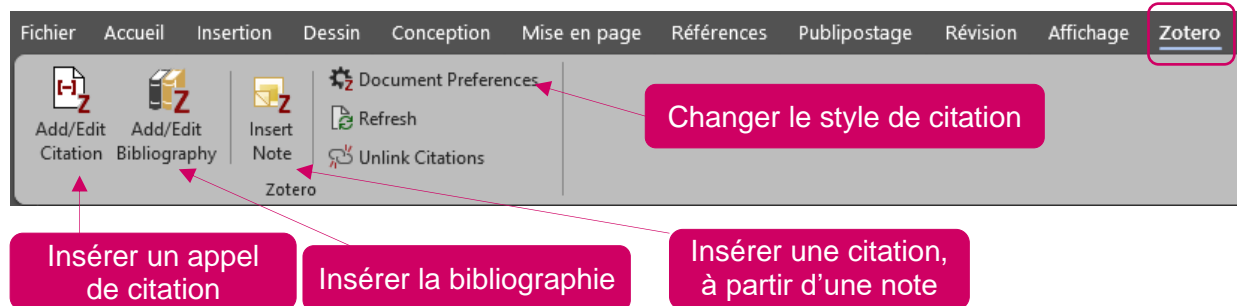 Fichier Accueil Insertion Dessin Conception Mise en page Références Publipostage Révision Affichage Zotero
Add/Edit Citation
Add/Edit Bibliography
Insert Note
Document Preferences
Refresh
Unlink Citations
Zotero
Changer le style de citation
Insérer un appel
de citation
Insérer la bibliographie
Insérer une citation,
à partir d’une note